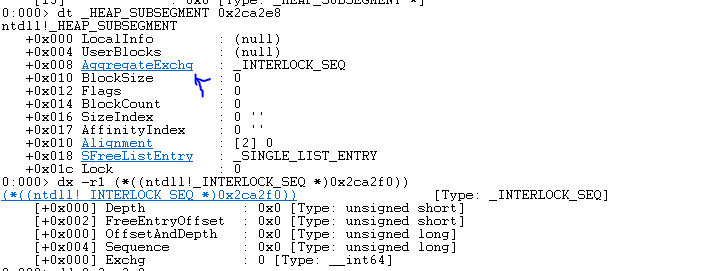 [15] : 0x0 [Type: _HEAP_SUBSEGMENT *]
0:000> dt _HEAP_SUBSEGMENT 0x2ca2e8
ntdll!_HEAP_SUBSEGMENT
+0x000 LocalInfo : (null)
+0x004 UserBlocks : (null)
+0x008 AggregateExchg : _INTERLOCK_SEQ
+0x010 BlockSize : 0
+0x012 Flags : 0
+0x014 BlockCount : 0
+0x016 SizeIndex : 0 ''
+0x017 AffinityIndex : 0 ''
+0x010 Alignment : [2] 0
+0x018 SFreeListEntry : _SINGLE_LIST_ENTRY
+0x01c Lock : 0
0:000> dx -r1 (*((ntdll!_INTERLOCK_SEQ *)0x2ca2f0))
(*((ntdll!_INTERLOCK_SEQ *)0x2ca2f0)) [Type: _INTERLOCK_SEQ]
[+0x000] Depth : 0x0 [Type: unsigned short]
[+0x002] FreeEntryOffset : 0x0 [Type: unsigned short]
[+0x000] OffsetAndDepth : 0x0 [Type: unsigned long]
[+0x004] Sequence : 0x0 [Type: unsigned long]
[+0x000] Exchg : 0 [Type: __int64]